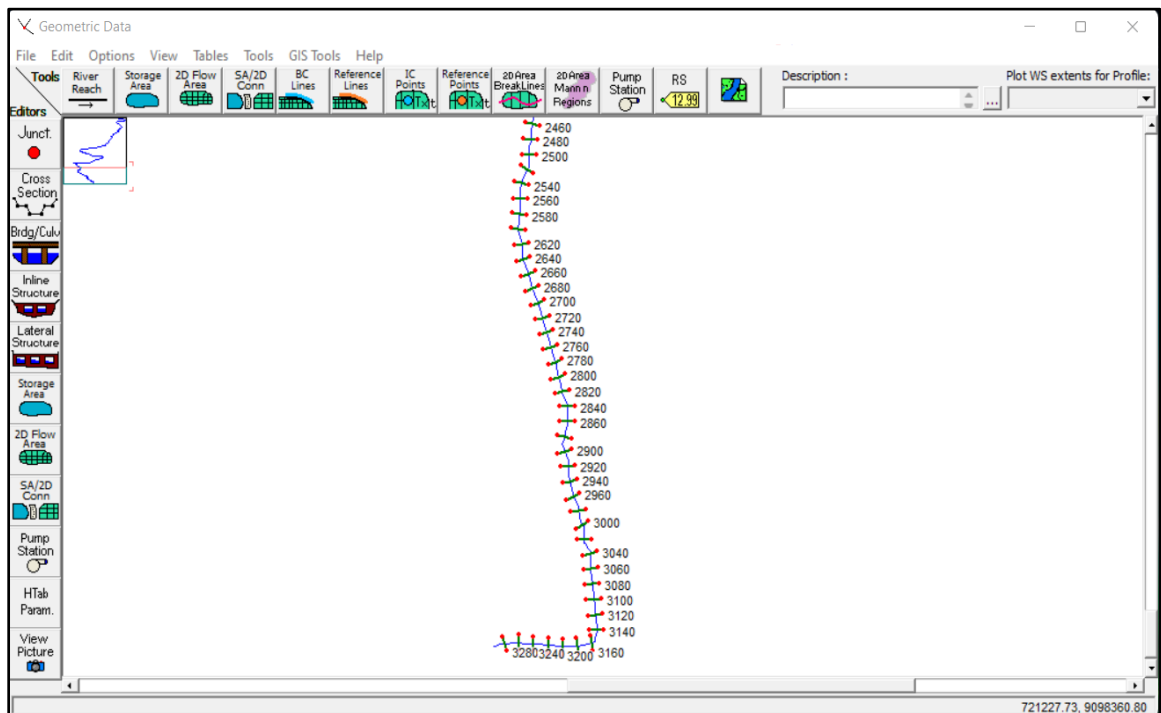 Geometric Data
File Edit Options View Tables Tools GIS Tools Help
Tools
Editors
River
Reach
Storage
Area
2D Flow
Area
SA/2D
Conn
BC
Lines
Reference
Lines
IC
Points
Reference
Points
2D Area
BreakLines
2D Area
Mann n
Regions
Pump
Station
RS
12.99
Description :
...
Plot WS extents for Profile:
Junct.
Cross
Section
Brdg/Culv
Inline
Structure
Lateral
Structure
Storage
Area
2D Flow
Area
SA/2D
Conn
Pump
Station
HTab
Param.
View
Picture
2460
2480
2500
2540
2560
2580
2620
2640
2660
2680
2700
2720
2740
2760
2780
2800
2820
2840
2860
2900
2920
2940
2960
3000
3040
3060
3080
3100
3120
3140
3280 3240 3200 3160
721227.73, 9098360.80